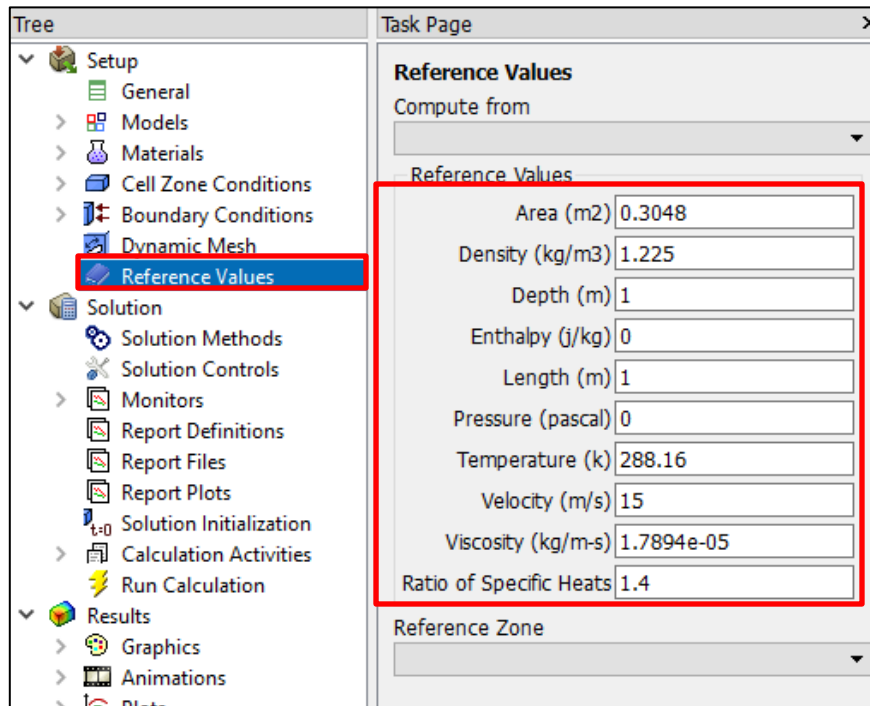 Tree
Setup
General
Models
Materials
Cell Zone Conditions
Boundary Conditions
Dynamic Mesh
Reference Values
Solution
Solution Methods
Solution Controls
Monitors
Report Definitions
Report Files
Report Plots
t=0 Solution Initialization
Calculation Activities
Run Calculation
Results
Graphics
Animations
Plots
Task Page
Reference Values
Compute from
Reference Values
Area (m2) 0.3048
Density (kg/m3) 1.225
Depth (m) 1
Enthalpy (j/kg) 0
Length (m) 1
Pressure (pascal) 0
Temperature (k) 288.16
Velocity (m/s) 15
Viscosity (kg/m-s) 1.7894e-05
Ratio of Specific Heats 1.4
Reference Zone